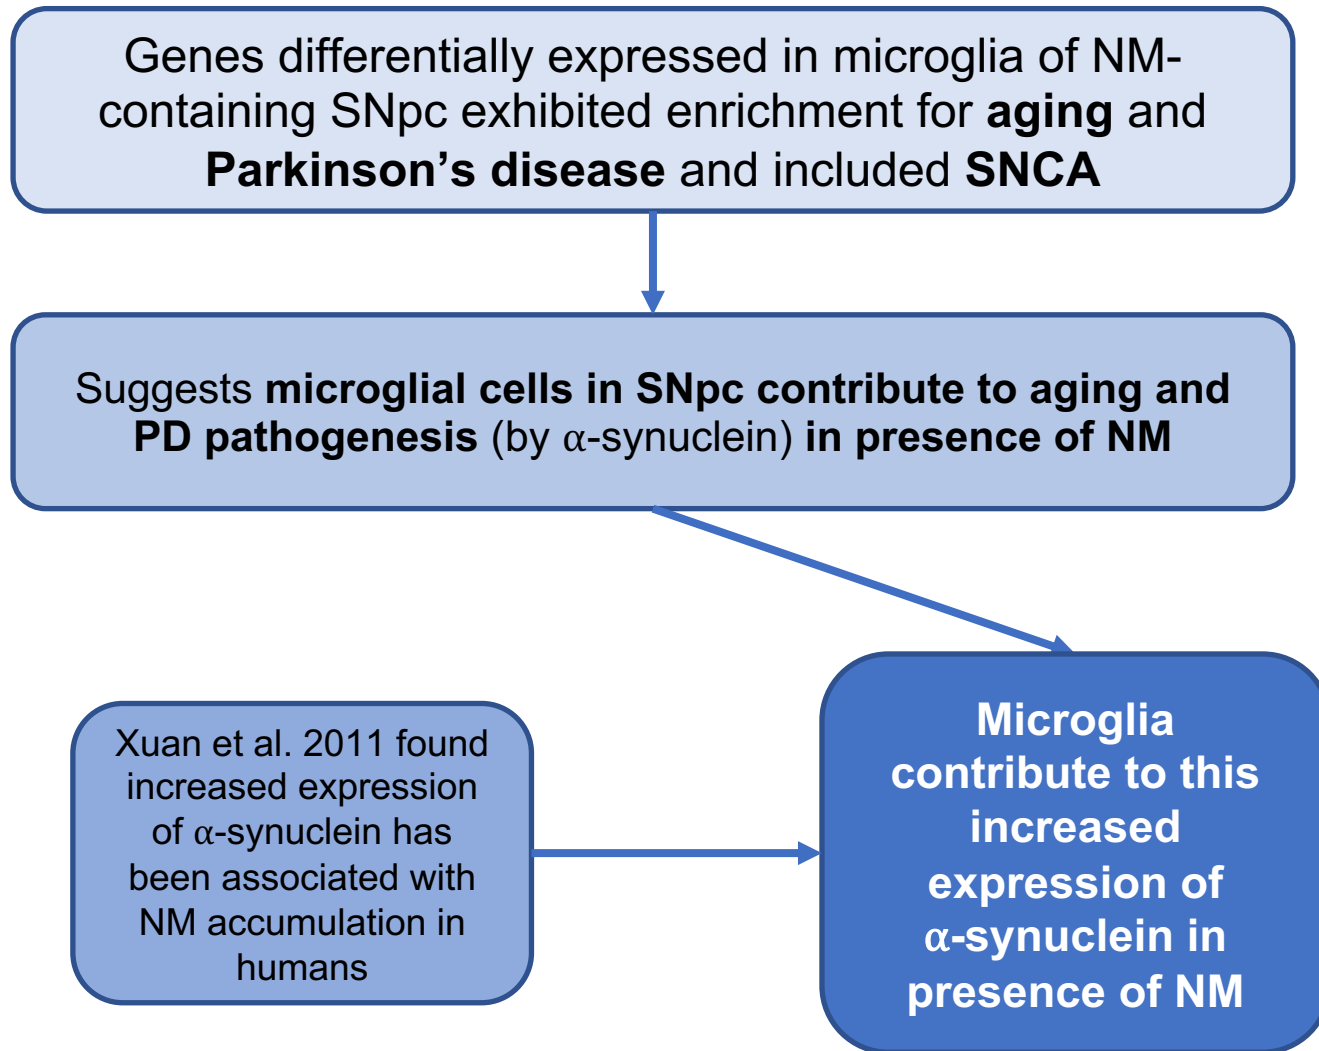 Genes differentially expressed in microglia of NM-
containing SNpc exhibited enrichment for aging and
Parkinson’s disease and included SNCA
Suggests microglial cells in SNpc contribute to aging and
PD pathogenesis (by α-synuclein) in presence of NM
Xuan et al. 2011 found
increased expression
of α-synuclein has
been associated with
NM accumulation in
humans
Microglia
contribute to this
increased
expression of
α-synuclein in
presence of NM